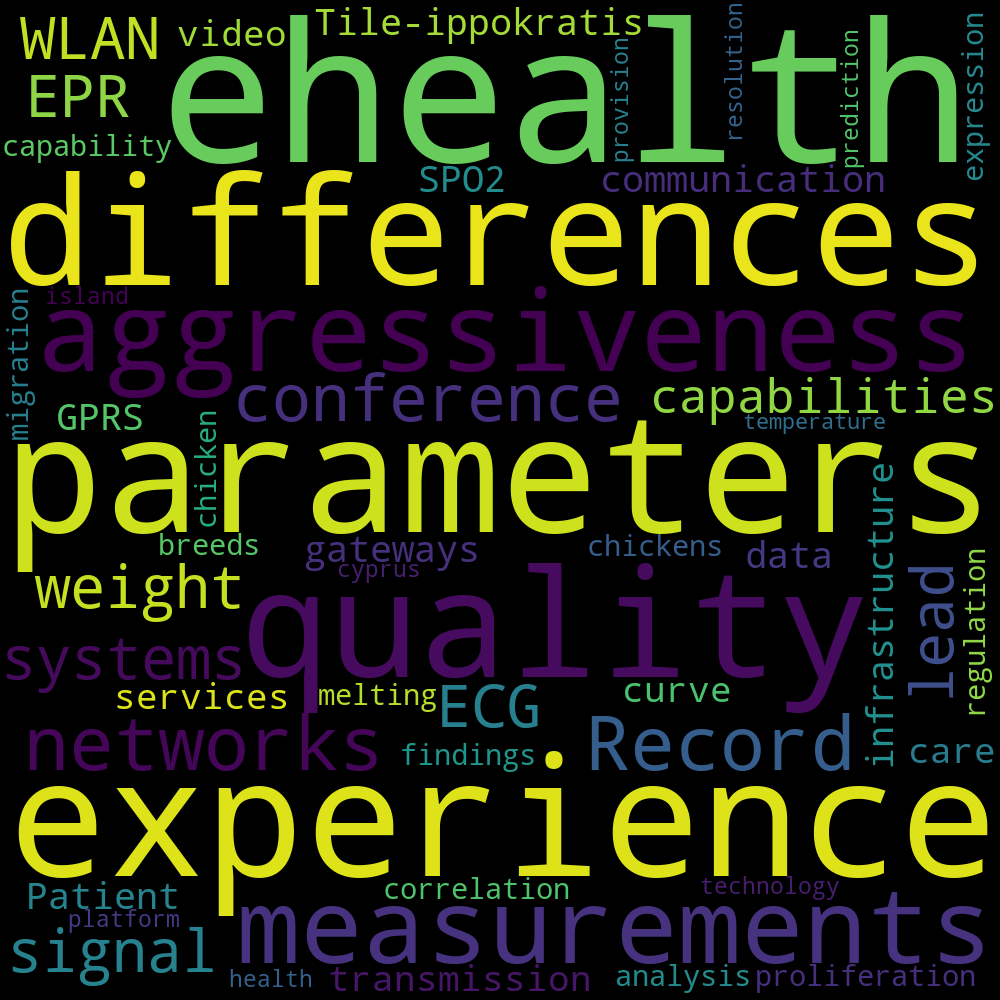 WLAN
video
Tile-ippokratis
ehealth
EPR
capability
provision
resolution
prediction
expression
SPO2
communication
differences
island
aggressiveness
migration
conference
capabilities
GPRS
chicken
temperature
parameters
breeds
gateways
cyprus
chickens
data
infrastructure
lead
regulation
weight
quality
systems
services
melting
ECG
curve
networks
findings
Record
care
experience
Patient
platform
correlation
technology
signal
measurements
health
transmission
analysis
proliferation